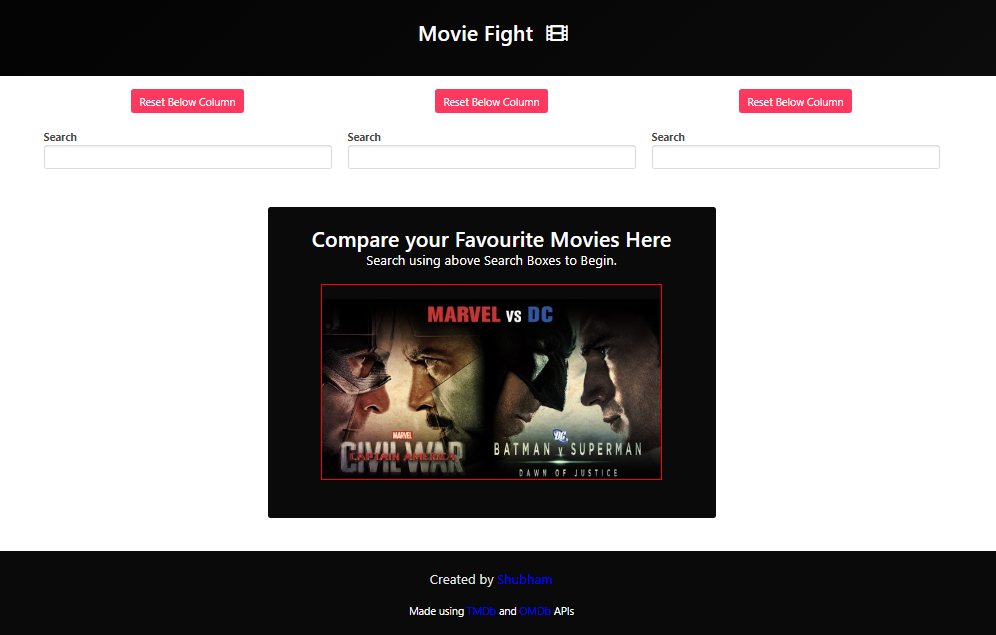 Movie Fight
Reset Below Column Reset Below Column Reset Below Column
Search Search Search
Compare your Favourite Movies Here
Search using above Search Boxes to Begin.
MARVEL vs DC
MARVEL
CAPTAIN AMERICA
CIVIL WAR
DC
BATMAN v SUPERMAN
DAWN OF JUSTICE
Created by Shubham
Made using TMDb and OMDb APIs